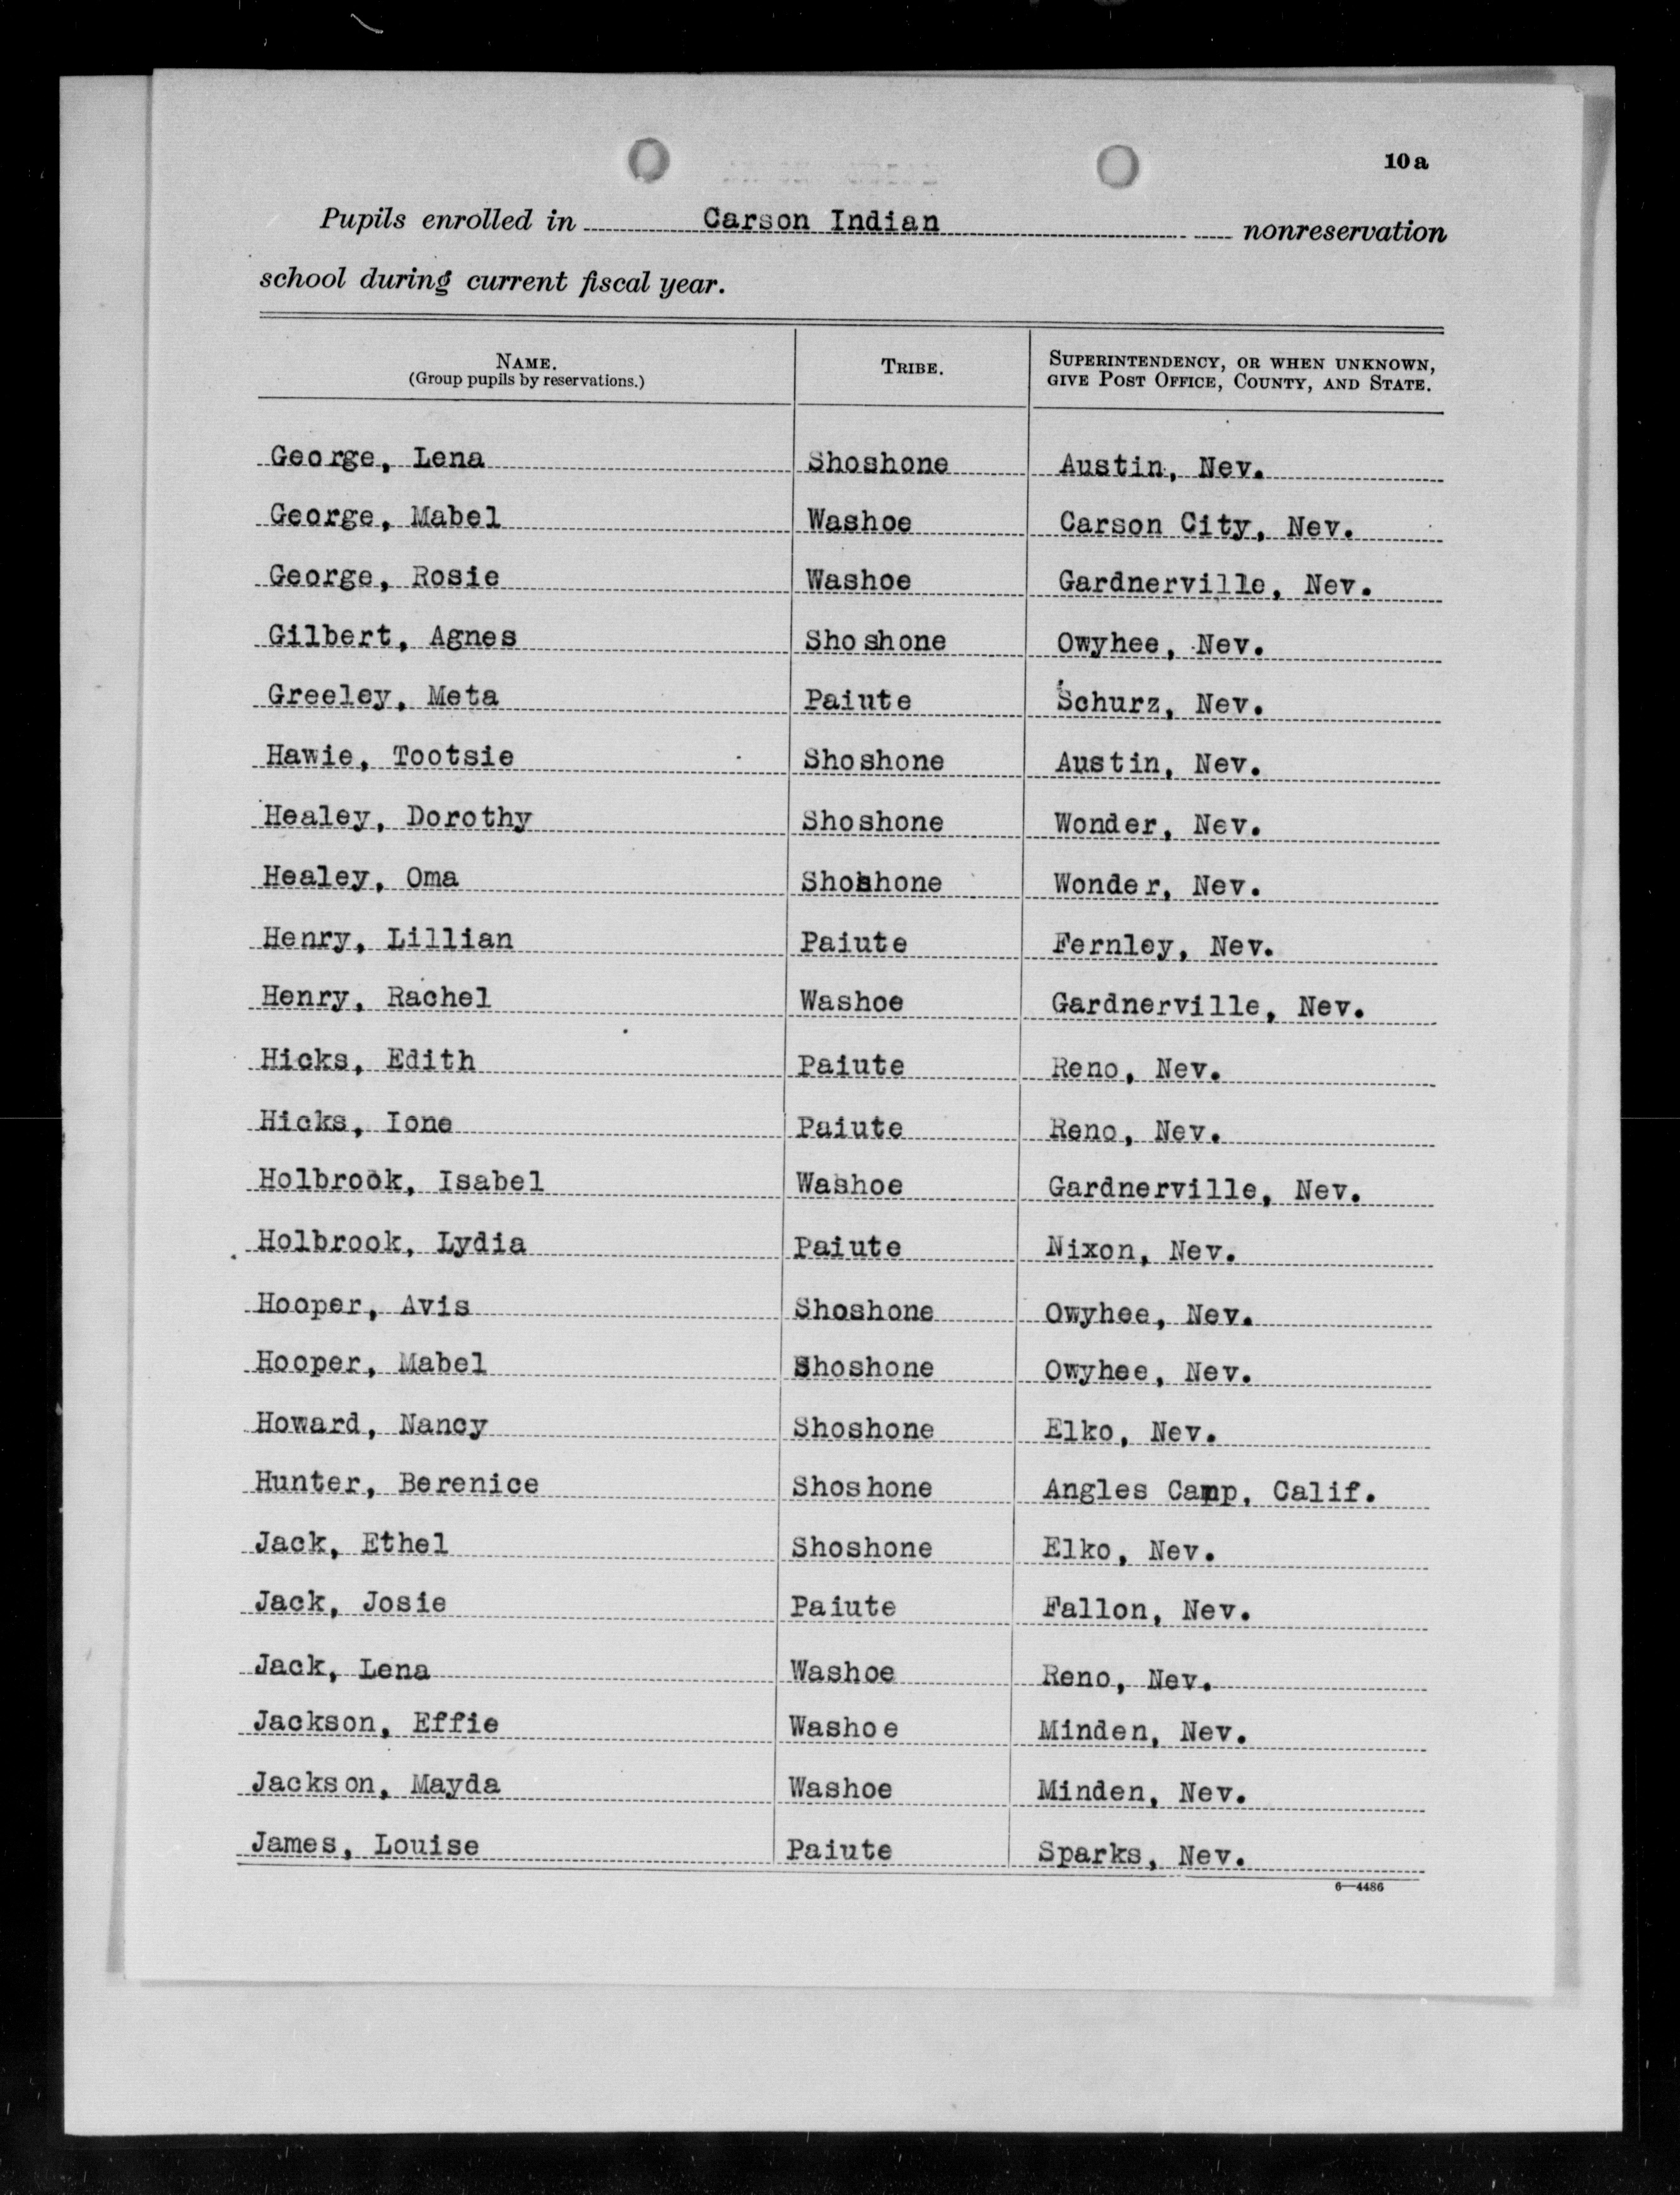 10a
Pupils enrolled in Carson Indian nonreservation
school during current fiscal year.
NAME. TRIBE. SUPERINTENDENCY, OR WHEN UNKNOWN,
(Group pupils by reservations.) GIVE POST OFFICE, COUNTY, AND STATE.
George, Lena Shoshone Austin, Nev.
George, Mabel Washoe Carson City, Nev.
George, Rosie Washoe Gardnerville, Nev.
Gilbert, Agnes Shoshone Owyhee, Nev.
Greeley, Meta Paiute Schurz, Nev.
Hawie, Tootsie Shoshone Austin, Nev.
Healey, Dorothy Shoshone Wonder, Nev.
Healey, Oma Shoshone Wonder, Nev.
Henry, Lillian Paiute Fernley, Nev.
Henry, Rachel Washoe Gardnerville, Nev.
Hicks, Edith Paiute Reno, Nev.
Hicks, Ione Paiute Reno, Nev.
Holbrook, Isabel Washoe Gardnerville, Nev.
Holbrook, Lydia Paiute Nixon, Nev.
Hooper, Avis Shoshone Owyhee, Nev.
Hooper, Mabel Shoshone Owyhee, Nev.
Howard, Nancy Shoshone Elko, Nev.
Hunter, Berenice Shoshone Angles Camp, Calif.
Jack, Ethel Shoshone Elko, Nev.
Jack, Josie Paiute Fallon, Nev.
Jack, Lena Washoe Reno, Nev.
Jackson, Effie Washoe Minden, Nev.
Jackson, Mayda Washoe Minden, Nev.
James, Louise Paiute Sparks, Nev.
6—4486